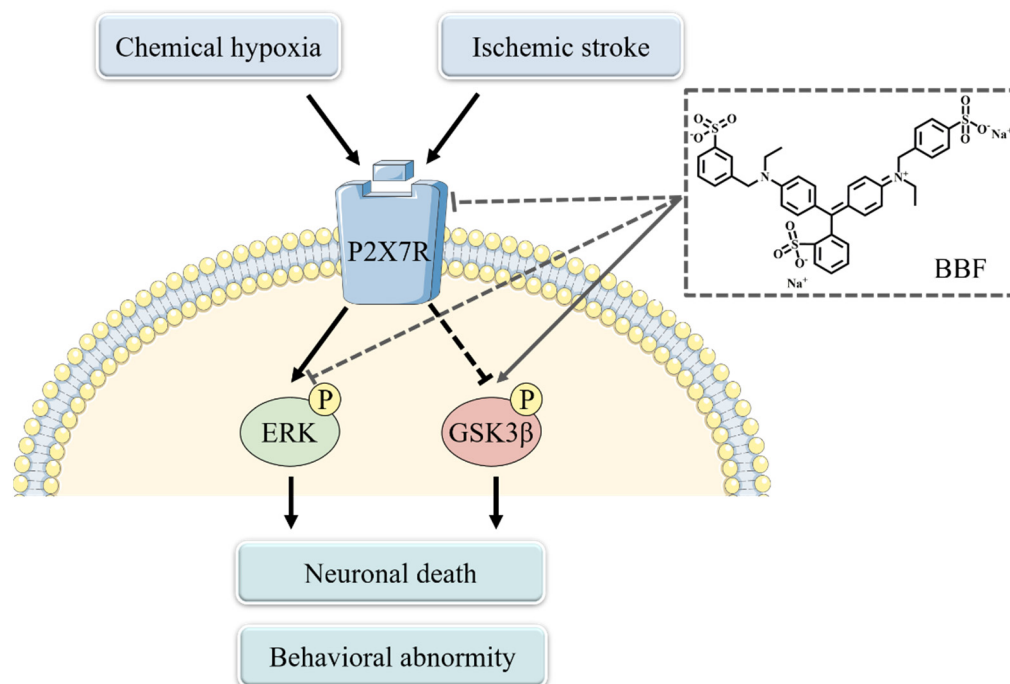 Chemical hypoxia
Ischemic stroke
P2X7R
P
ERK
P
GSK3β
Neuronal death
Behavioral abnormity
O
O
S
-O
N
O
O
S
O-
Na+
N+
O
S
O
O-
Na+
BBF